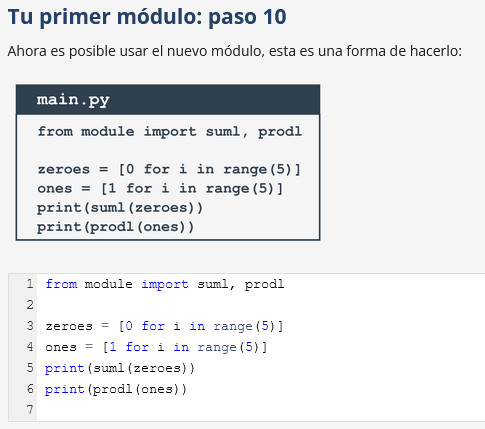 Tu primer módulo: paso 10
Ahora es posible usar el nuevo módulo, esta es una forma de hacerlo:
main.py
from module import suml, prodl
zeroes = [0 for i in range(5)]
ones = [1 for i in range(5)]
print(suml(zeroes))
print(prodl(ones))
1 from module import suml, prodl
2
3 zeroes = [0 for i in range(5)]
4 ones = [1 for i in range(5)]
5 print(suml(zeroes))
6 print(prodl(ones))
7